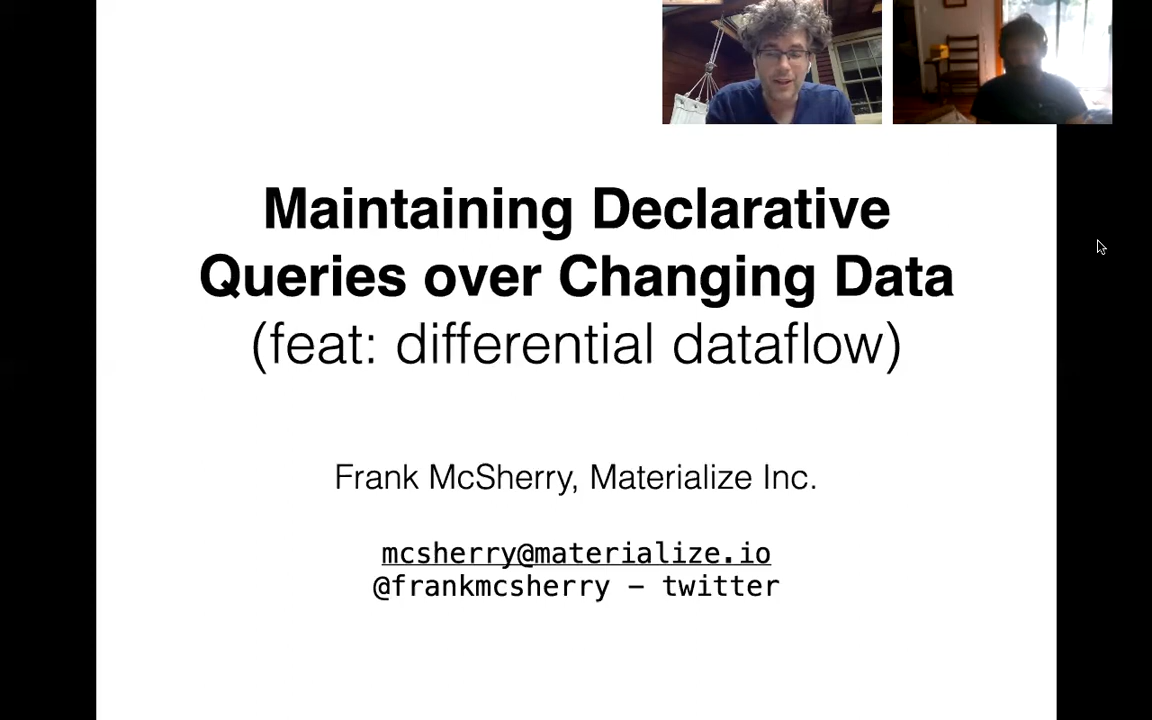 Maintaining Declarative
Queries over Changing Data
(feat: differential dataflow)
Frank McSherry, Materialize Inc.
mcsherry@materialize.io
@frankmcsherry - twitter